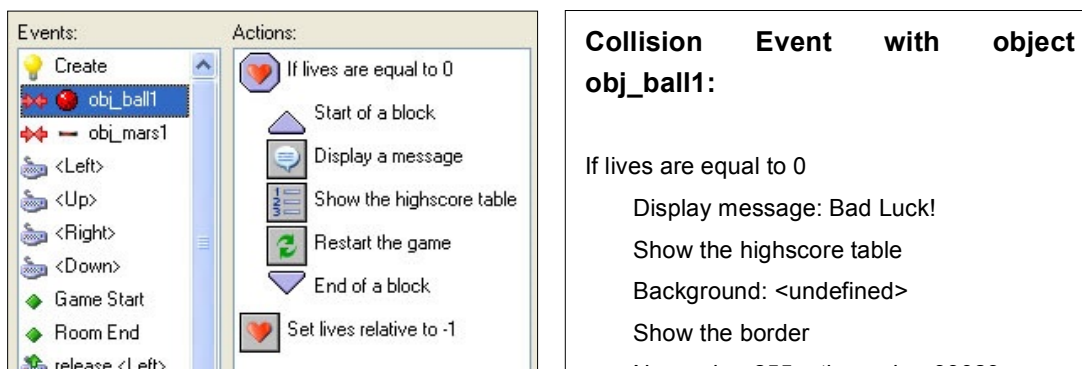 Events:
Create
obj_ball1
obj_mars1
<Left>
<Up>
<Right>
<Down>
Game Start
Room End
release <Left>
Actions:
If lives are equal to 0
Start of a block
Display a message
Show the highscore table
Restart the game
End of a block
Set lives relative to -1
Collision Event with object
obj_ball1:
If lives are equal to 0
Display message: Bad Luck!
Show the highscore table
Background: <undefined>
Show the border